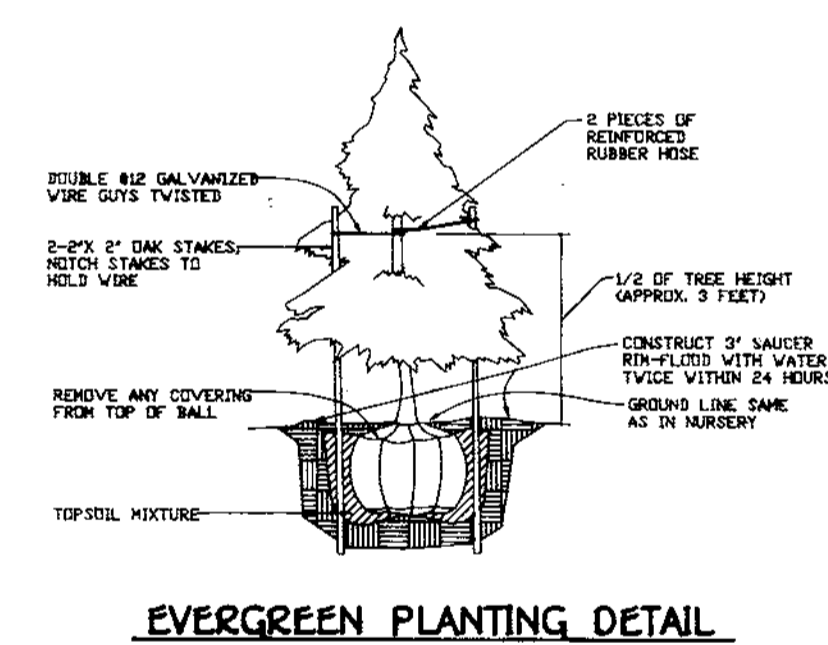 2 PIECES OF
REINFORCED
RUBBER HOSE
DOUBLE #12 GALVANIZED
WIRE GUYS TWISTED
2-2"X 2" OAK STAKES,
NOTCH STAKES TO
HOLD WIRE
1/2 OF TREE HEIGHT
(APPROX. 3 FEET)
CONSTRUCT 3" SAUCER
RIM-FLOOD WITH WATER
TWICE WITHIN 24 HOURS
REMOVE ANY COVERING
FROM TOP OF BALL
GROUND LINE SAME
AS IN NURSERY
TOPSOIL MIXTURE
EVERGREEN PLANTING DETAIL